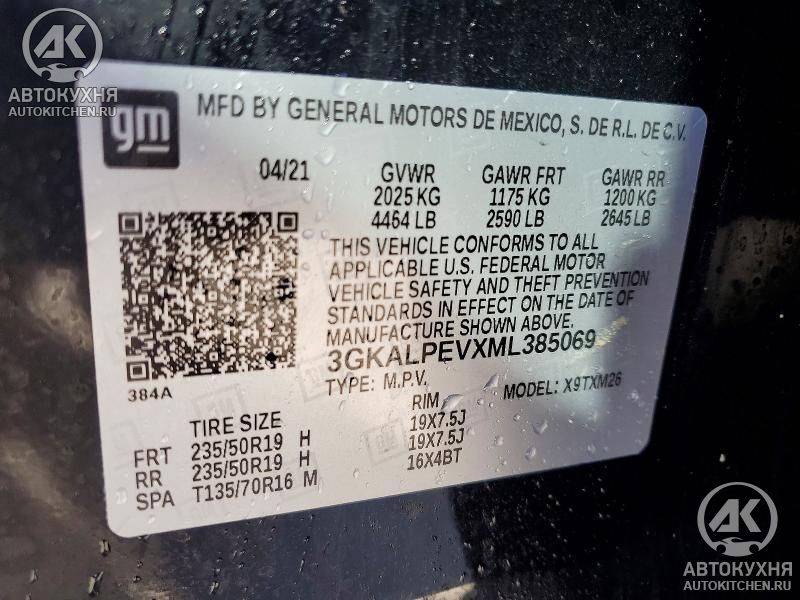 АК
АВТОКУХНЯ
AUTOKITCHEN.RU
gm
MFD BY GENERAL MOTORS DE MEXICO, S. DE R.L. DE C.V.
04/21 GVWR GAWR FRT GAWR RR
2025 KG 1175 KG 1200 KG
4464 LB 2590 LB 2645 LB
THIS VEHICLE CONFORMS TO ALL
APPLICABLE U.S. FEDERAL MOTOR
VEHICLE SAFETY AND THEFT PREVENTION
STANDARDS IN EFFECT ON THE DATE OF
MANUFACTURE SHOWN ABOVE.
3GKALPEVXML385069
384A
TYPE: M.P.V. MODEL: X9TXM26
TIRE SIZE RIM
FRT 235/50R19 H 19X7.5J
RR 235/50R19 H 19X7.5J
SPA T135/70R16 M 16X4BT
АК
АВТОКУХНЯ
AUTOKITCHEN.RU